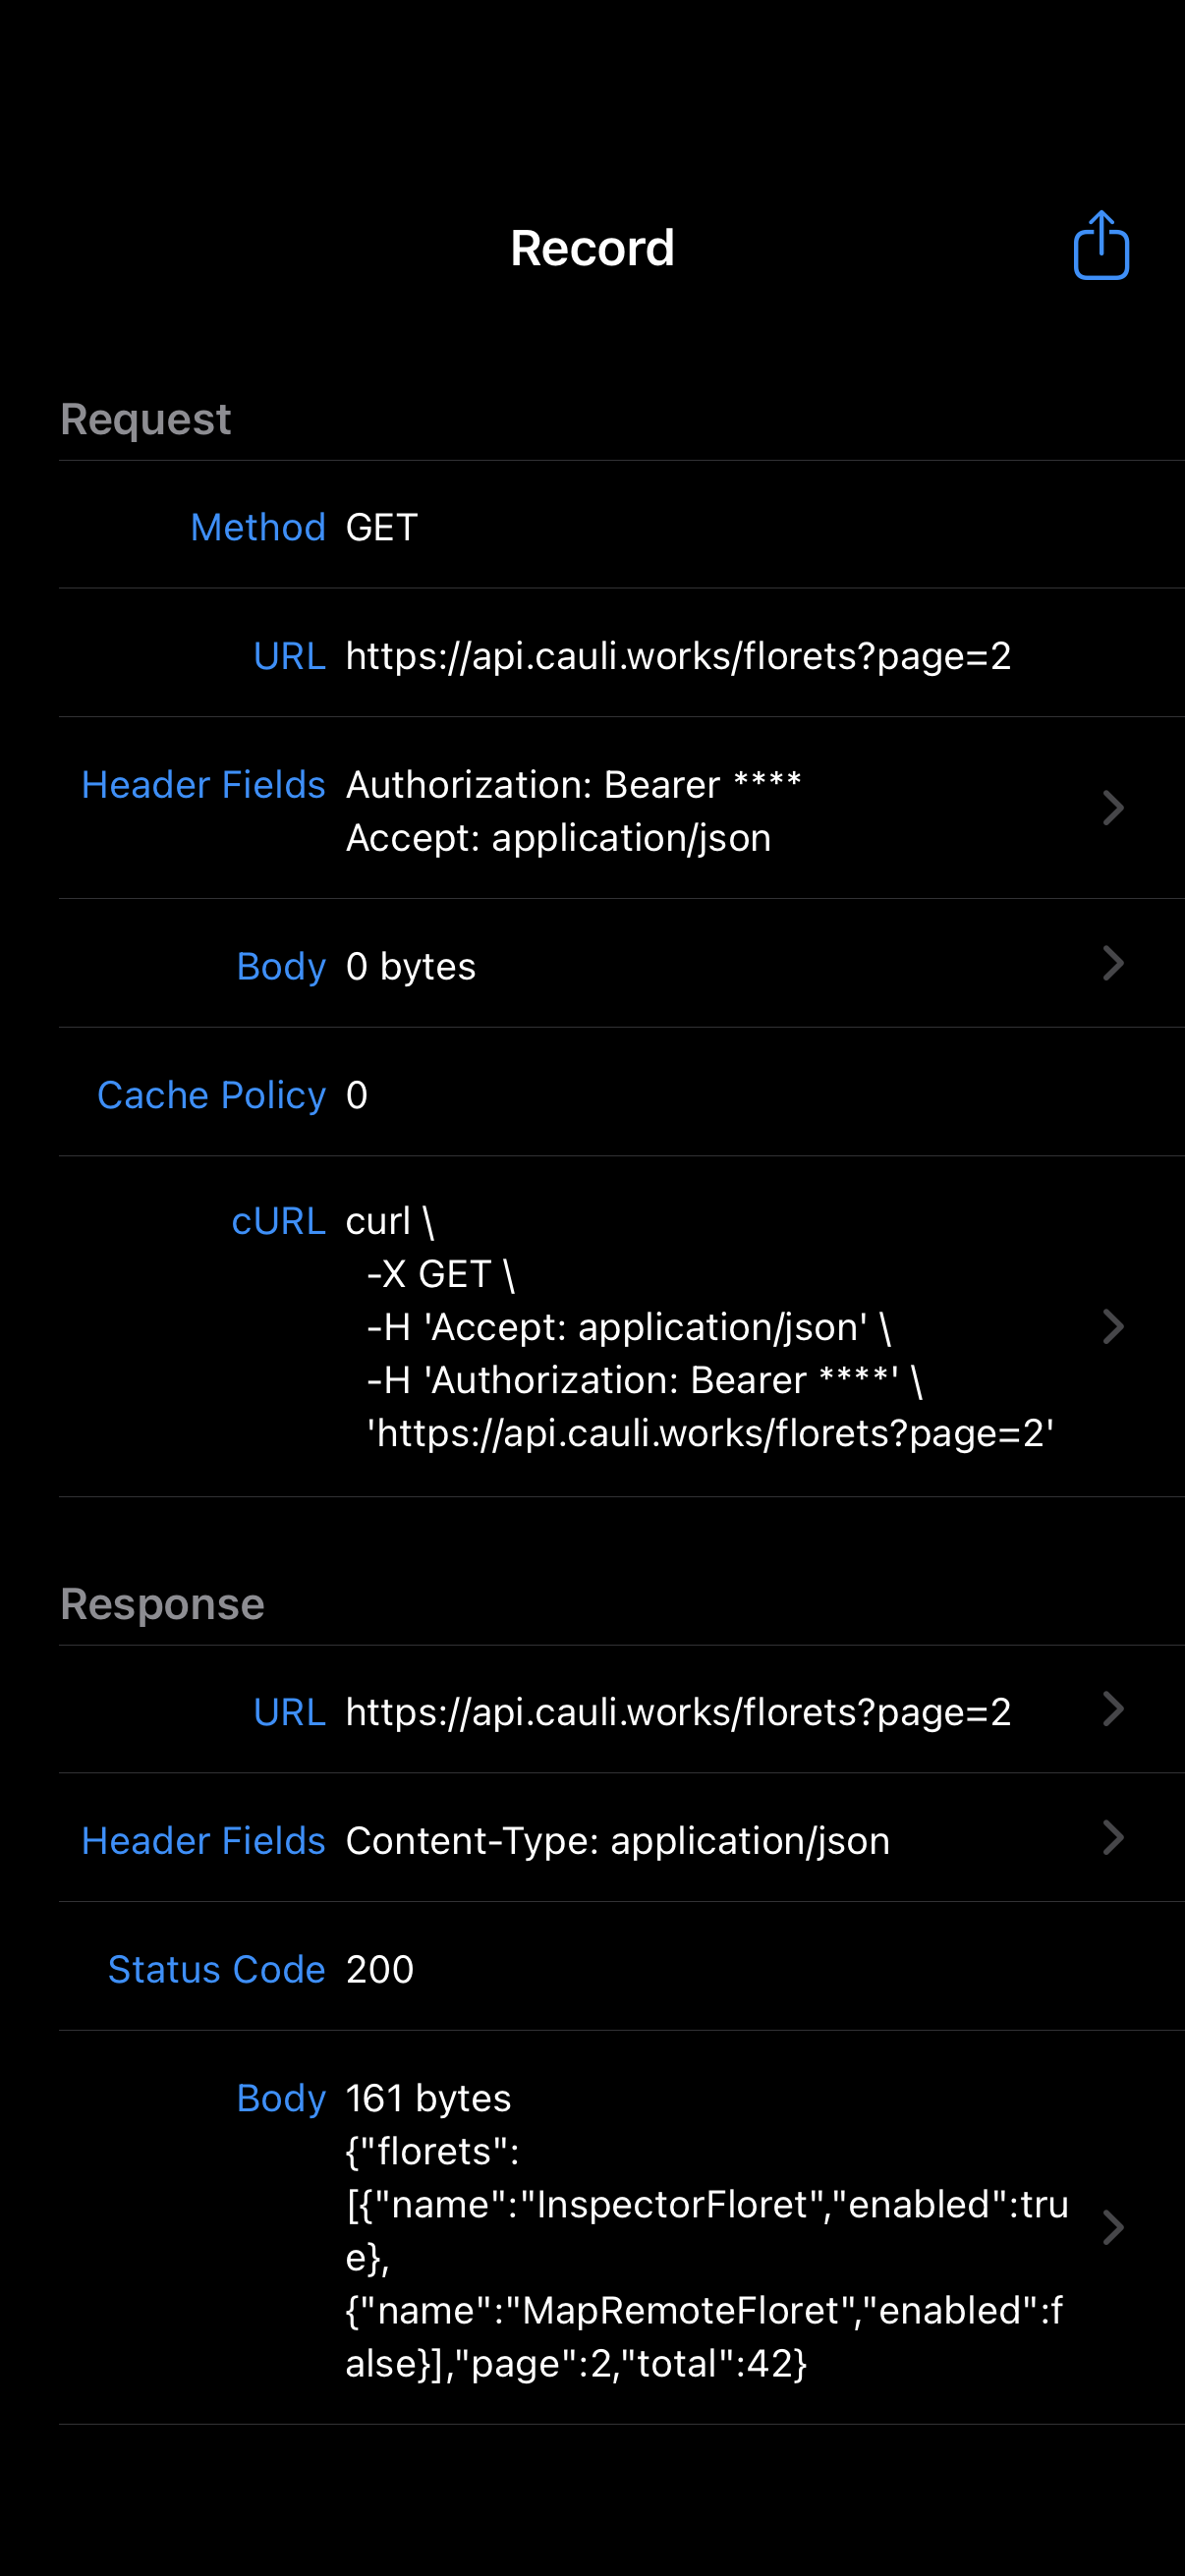 Record
Request
Method GET
URL https://api.cauli.works/florets?page=2
Header Fields Authorization: Bearer ****
Accept: application/json
Body 0 bytes
Cache Policy 0
cURL curl \
-X GET \
-H 'Accept: application/json' \
-H 'Authorization: Bearer ****' \
'https://api.cauli.works/florets?page=2'
Response
URL https://api.cauli.works/florets?page=2
Header Fields Content-Type: application/json
Status Code 200
Body 161 bytes
{"florets":
[{"name":"InspectorFloret","enabled":tru
e},
{"name":"MapRemoteFloret","enabled":f
alse}],"page":2,"total":42}